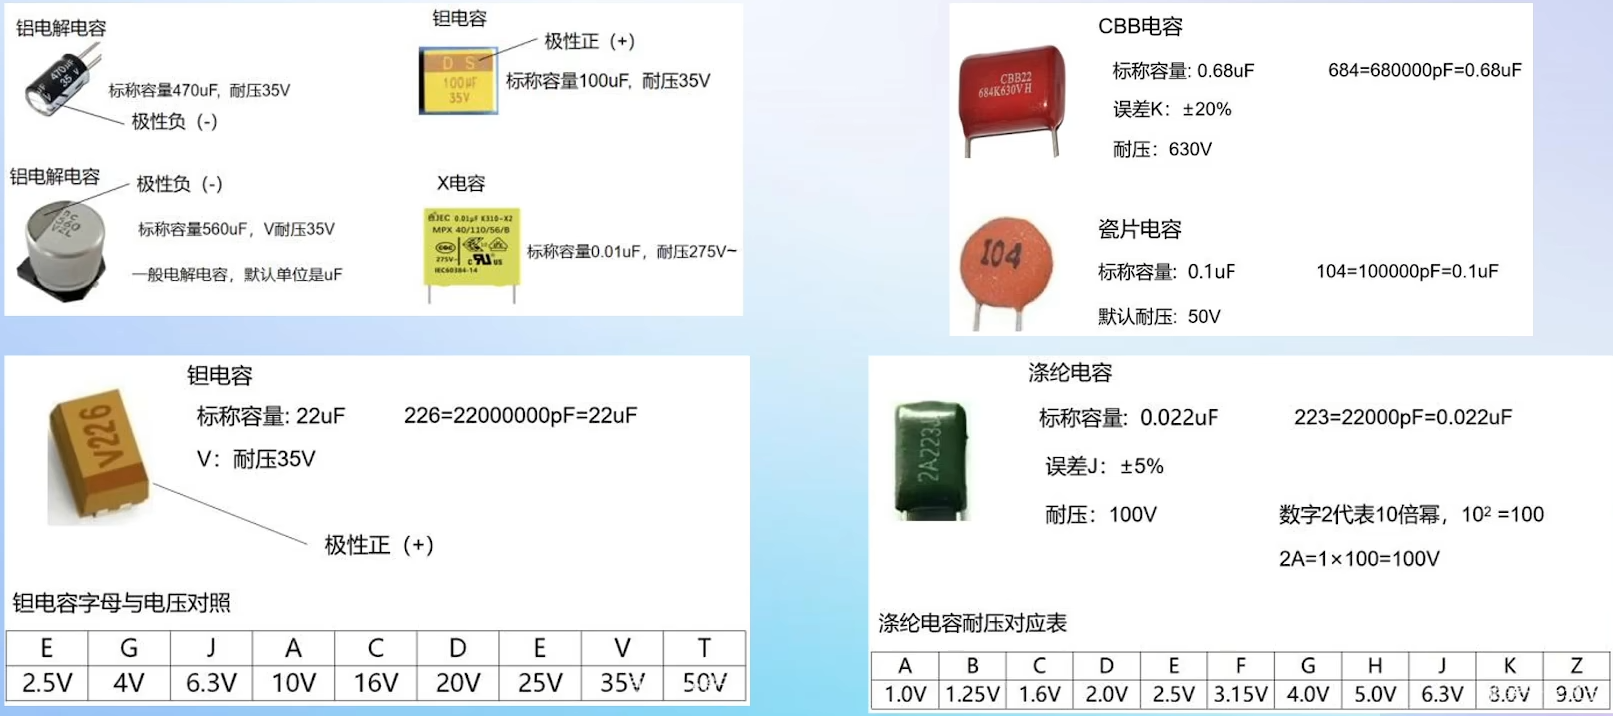 铝电解电容
470μF
35V
标称容量470uF，耐压35V
极性负（-）
钽电容
极性正（+）
D S
100μF
35V
标称容量100uF，耐压35V
铝电解电容
极性负（-）
560
VZL
标称容量560uF，V耐压35V
一般电解电容，默认单位是uF
X电容
JEC 0.01μF K310-X2
MPX 40/110/56/B
CQC
275V~
c us
IEC60384-14
标称容量0.01uF，耐压275V~
CBB电容
CBB22
684K630VH
标称容量: 0.68uF
684=680000pF=0.68uF
误差K：±20%
耐压：630V
瓷片电容
104
标称容量: 0.1uF
104=100000pF=0.1uF
默认耐压: 50V
钽电容
V226
标称容量: 22uF
226=22000000pF=22uF
V：耐压35V
极性正（+）
钽电容字母与电压对照
E G J A C D E V T
2.5V 4V 6.3V 10V 16V 20V 25V 35V 50V
涤纶电容
2A223J
标称容量: 0.022uF
223=22000pF=0.022uF
误差J：±5%
耐压：100V
数字2代表10倍幂，10² =100
2A=1×100=100V
涤纶电容耐压对应表
A B C D E F G H J K Z
1.0V 1.25V 1.6V 2.0V 2.5V 3.15V 4.0V 5.0V 6.3V 8.0V 9.0V